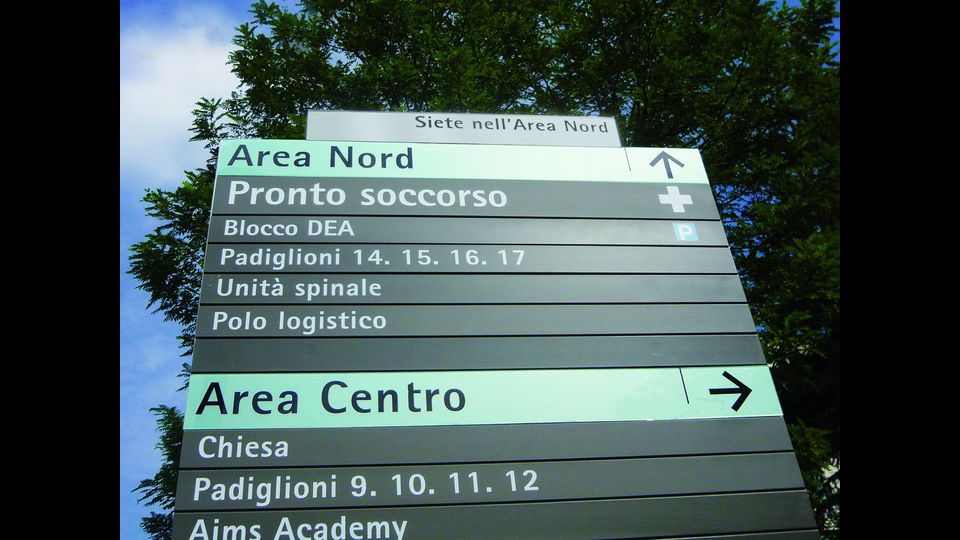 Siete nell'Area Nord
Area Nord
Pronto soccorso
Blocco DEA P
Padiglioni 14. 15. 16. 17
Unità spinale
Polo logistico
Area Centro
Chiesa
Padiglioni 9. 10. 11. 12
Aims Academy